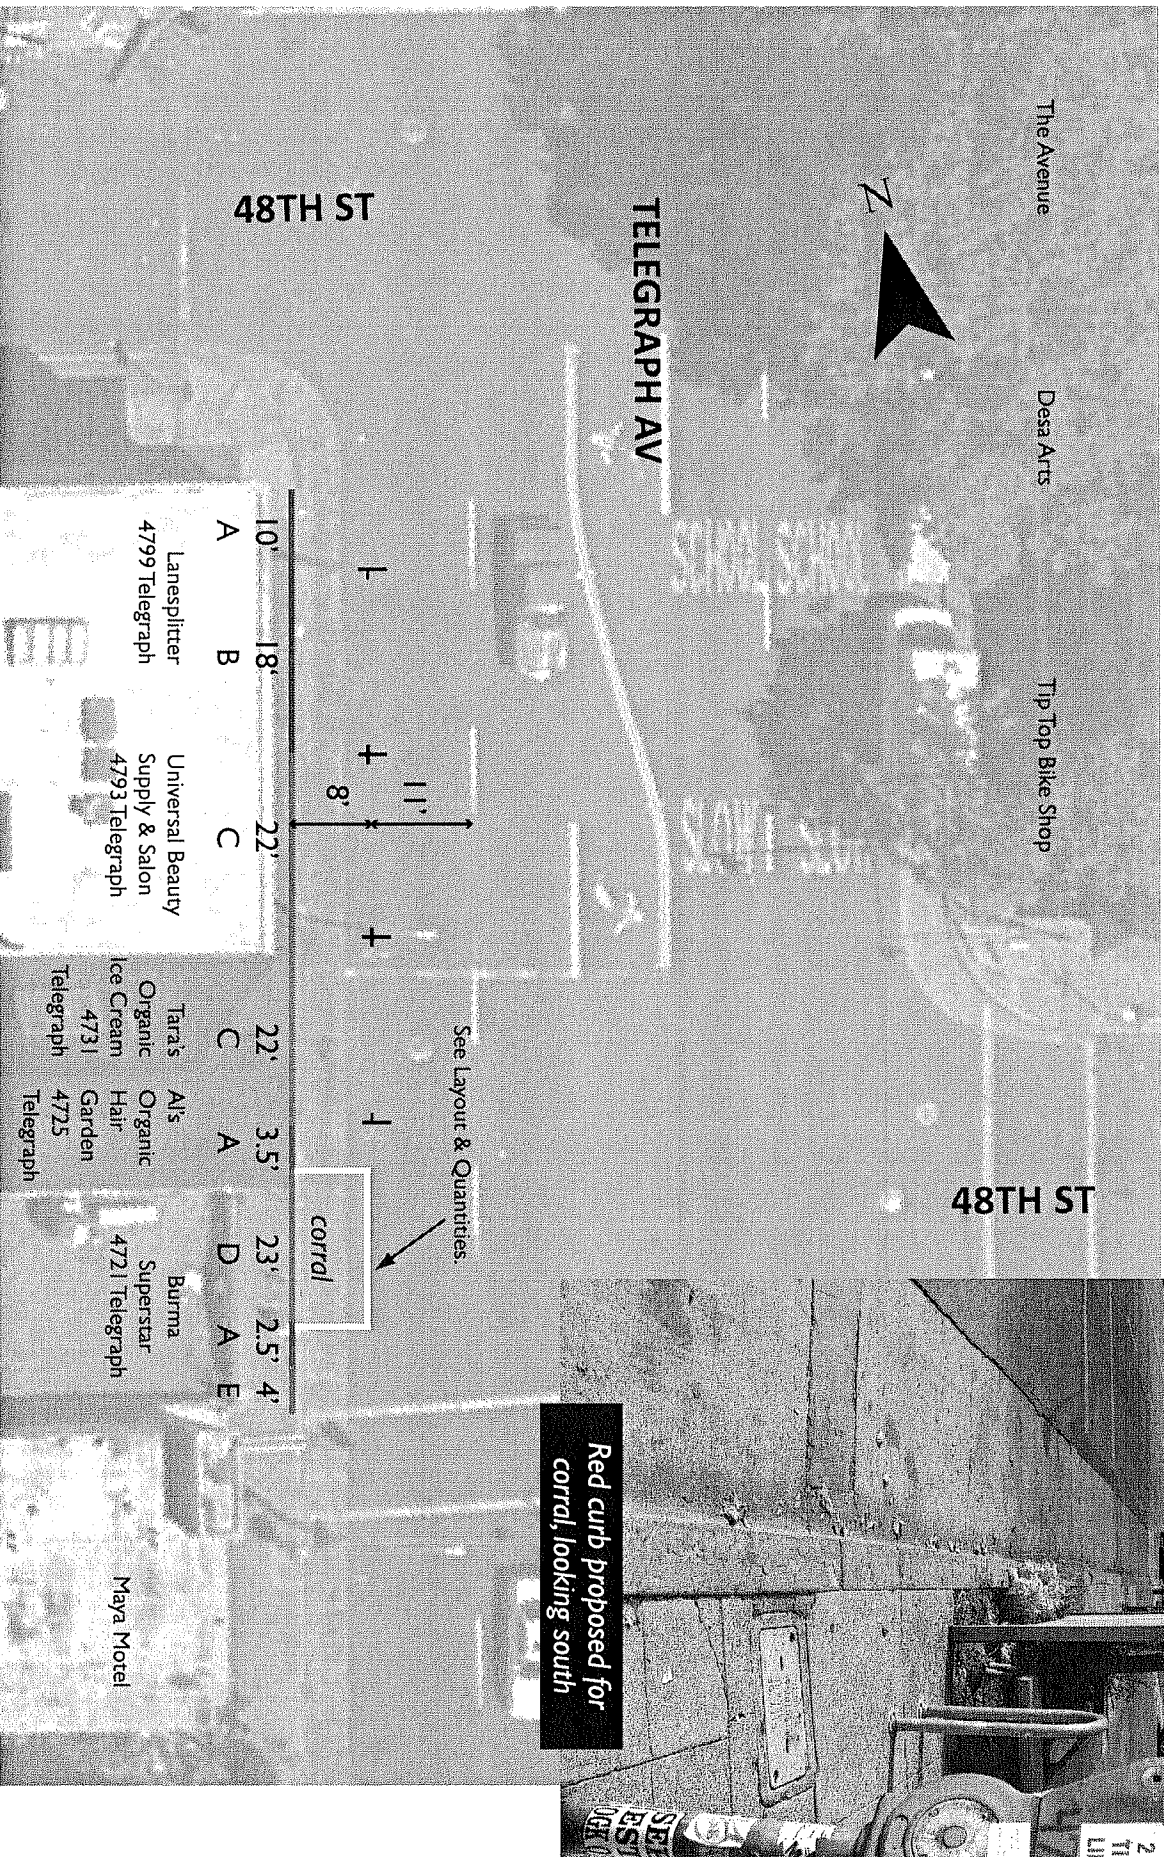 The Avenue
Desa Arts
Tip Top Bike Shop
N
TELEGRAPH AV
48TH ST
48TH ST
SLOW
See Layout & Quantities.
11'
8'
corral
10'
18'
22'
22'
3.5'
23'
2.5'
4'
A
B
C
C
A
D
A
E
Lanesplitter
4799 Telegraph
Universal Beauty
Supply & Salon
4793 Telegraph
Tara's
Organic
Ice Cream
4731
Telegraph
Al's
Organic
Hair
Garden
4725
Telegraph
Burma
Superstar
4721 Telegraph
Maya Motel
Red curb proposed for
corral, looking south